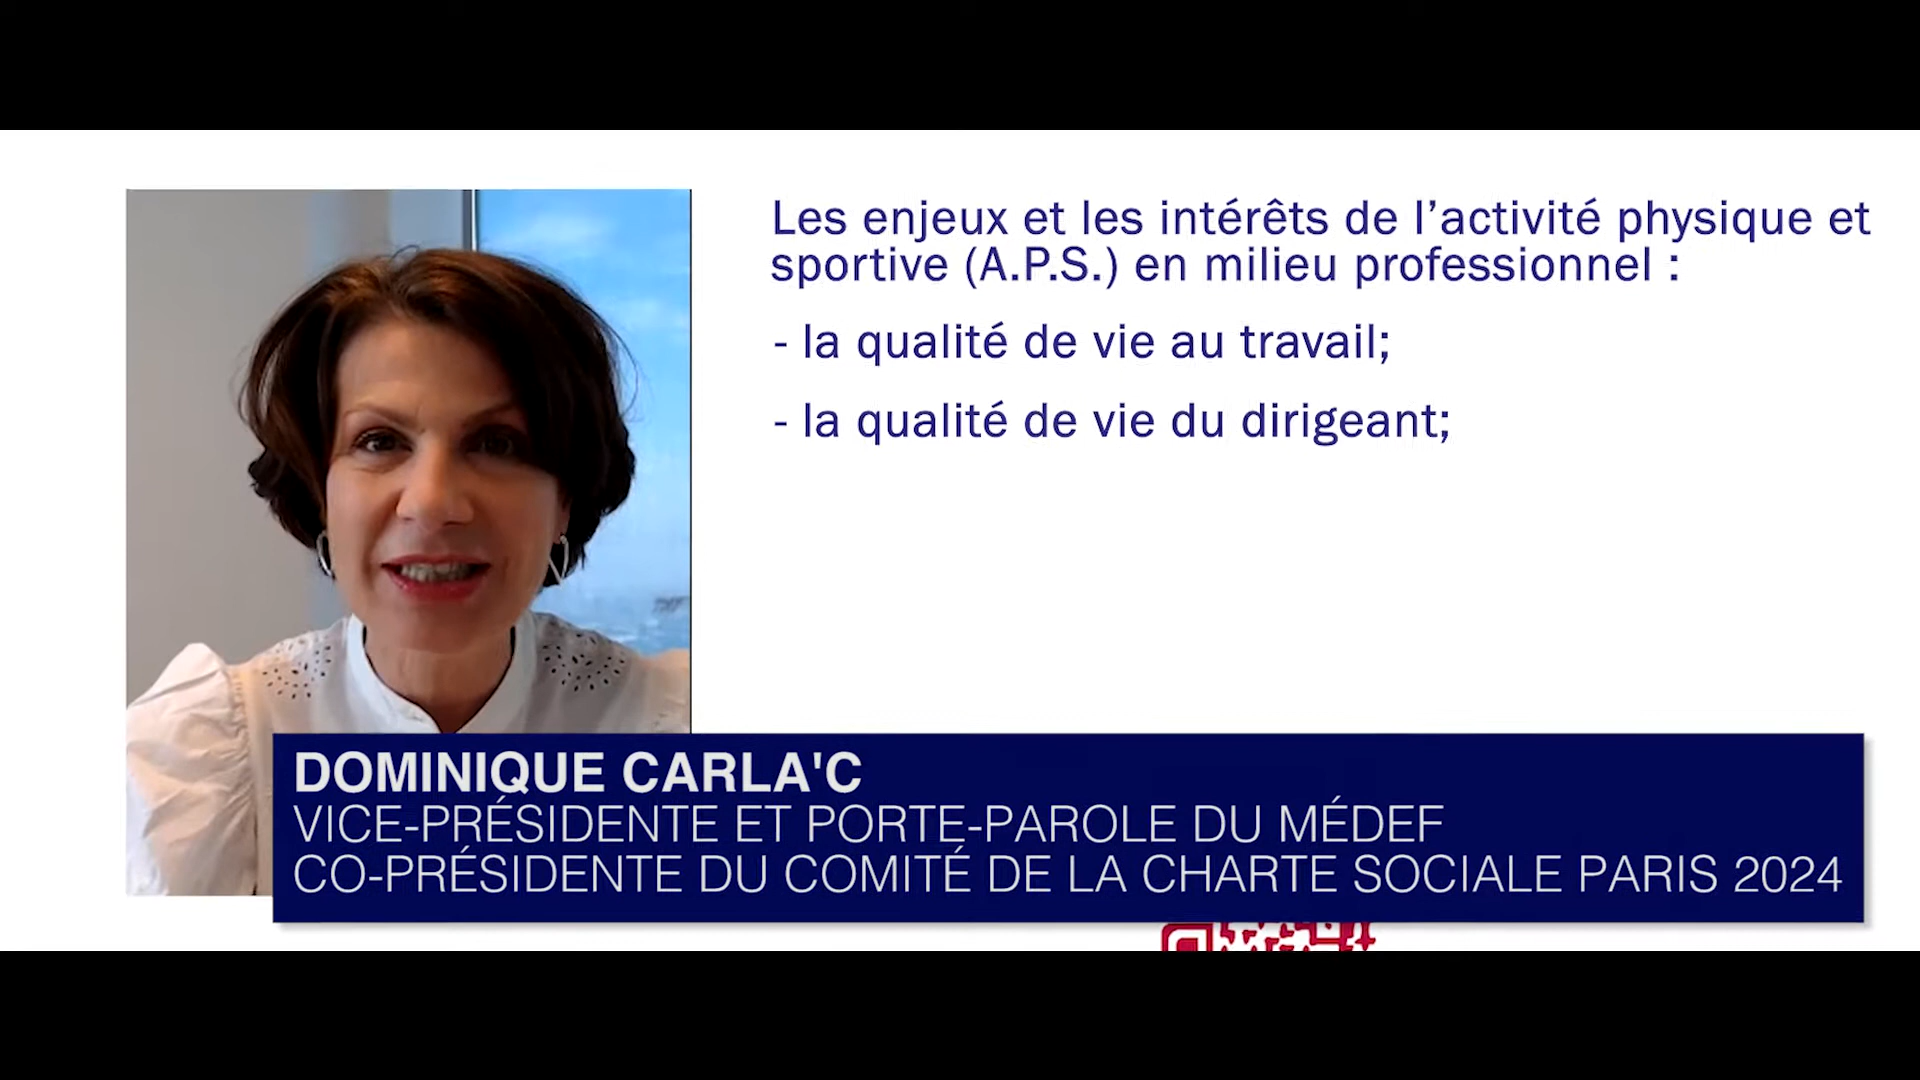 Les enjeux et les intérêts de l’activité physique et
sportive (A.P.S.) en milieu professionnel :
- la qualité de vie au travail;
- la qualité de vie du dirigeant;
DOMINIQUE CARLA'C
VICE-PRÉSIDENTE ET PORTE-PAROLE DU MÉDEF
CO-PRÉSIDENTE DU COMITÉ DE LA CHARTE SOCIALE PARIS 2024